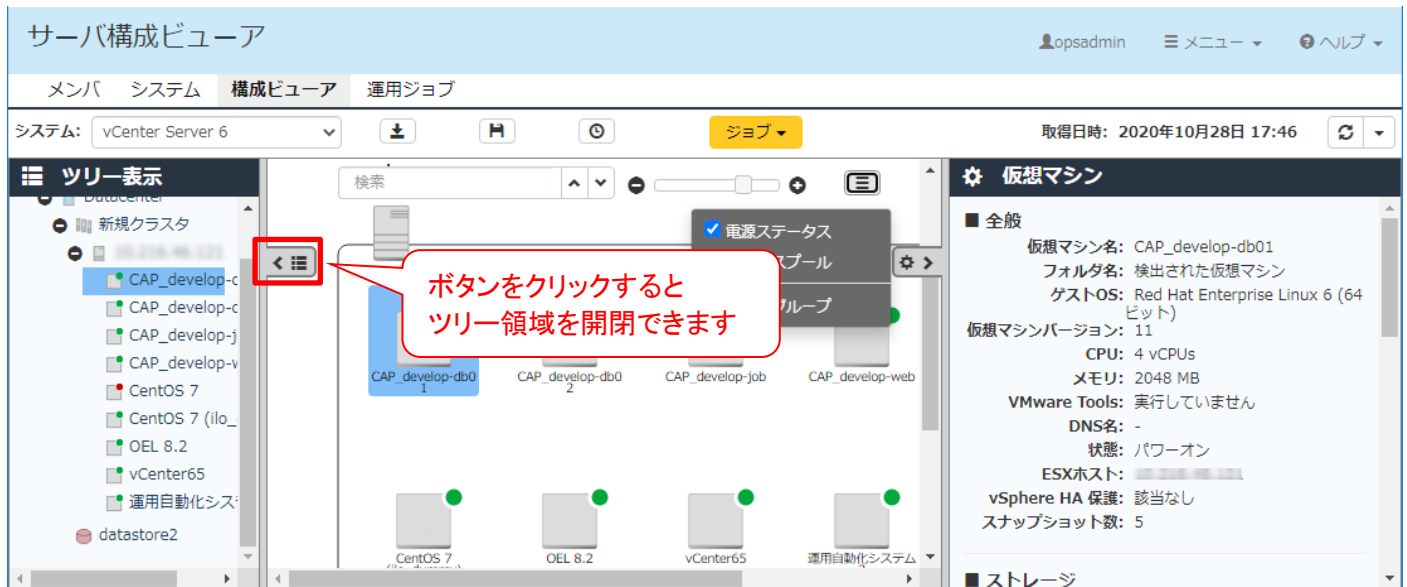 サーバ構成ビューア
opsadmin
メニュー
ヘルプ
メンバ システム 構成ビューア 運用ジョブ
システム: vCenter Server 6
ジョブ
取得日時: 2020年10月28日 17:46
ツリー表示
Datacenter
新規クラスタ
CAP_develop-d
CAP_develop-d
CAP_develop-j
CAP_develop-w
CentOS 7
CentOS 7 (ilo_
OEL 8.2
vCenter65
運用自動化シス
datastore2
検索
電源ステータス
スプール
グループ
ボタンをクリックすると
ツリー領域を開閉できます
CAP_develop-db0
1
CAP_develop-db0
2
CAP_develop-job
CAP_develop-web
CentOS 7
(ilo_dummy)
OEL 8.2
vCenter65
運用自動化システム
仮想マシン
■ 全般
仮想マシン名: CAP_develop-db01
フォルダ名: 検出された仮想マシン
ゲストOS: Red Hat Enterprise Linux 6 (64
ビット)
仮想マシンバージョン: 11
CPU: 4 vCPUs
メモリ: 2048 MB
VMware Tools: 実行していません
DNS名: -
状態: パワーオン
ESXホスト:
vSphere HA 保護: 該当なし
スナップショット数: 5
■ ストレージ